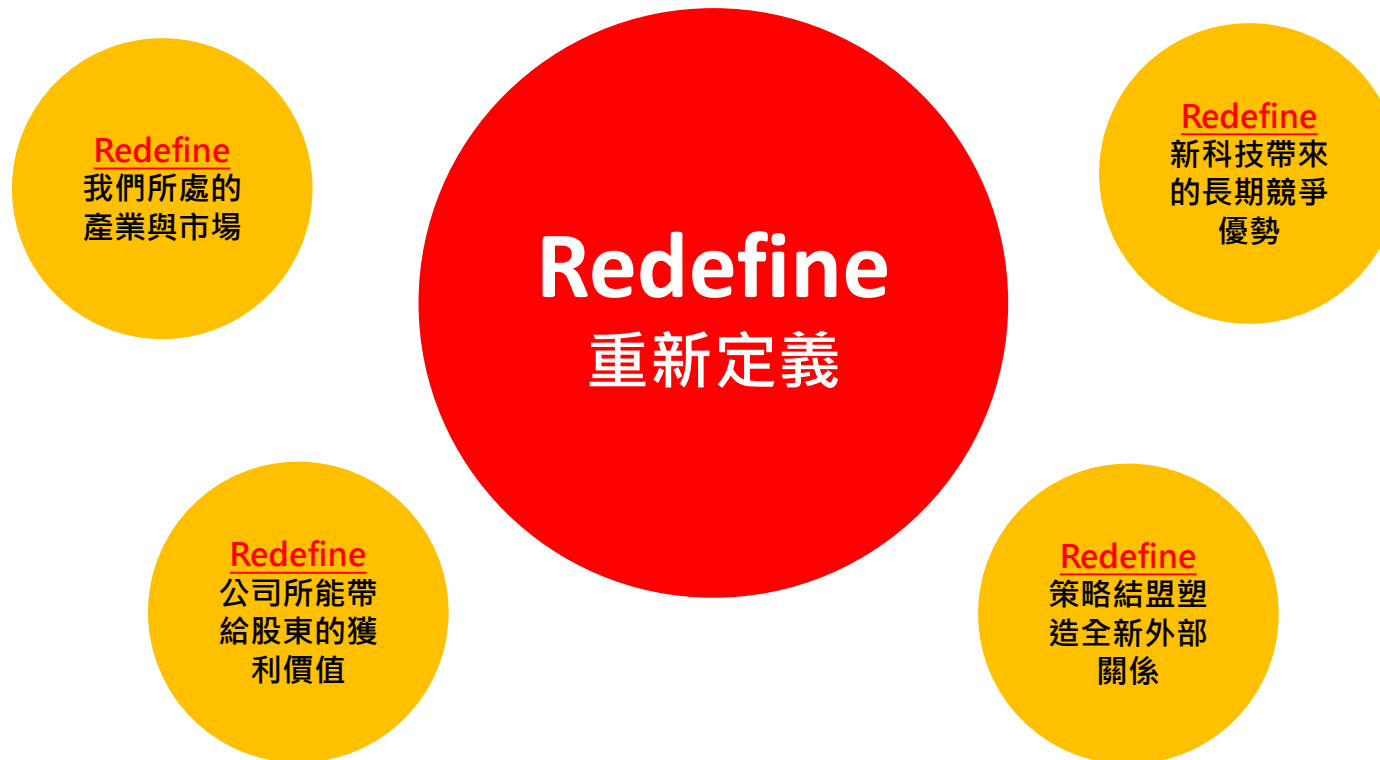 Redefine
我們所處的
產業與市場
Redefine
重新定義
Redefine
新科技帶來
的長期競爭
優勢
Redefine
公司所能帶
給股東的獲
利價值
Redefine
策略結盟塑
造全新外部
關係